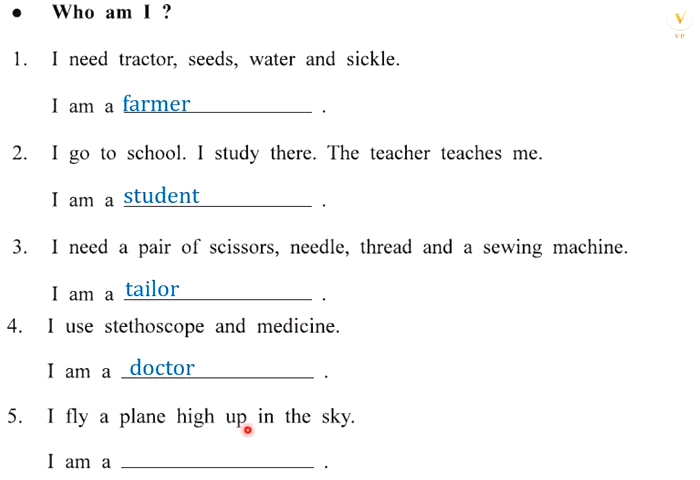 • Who am I ?
V
V.P.
1. I need tractor, seeds, water and sickle.
I am a farmer .
2. I go to school. I study there. The teacher teaches me.
I am a student .
3. I need a pair of scissors, needle, thread and a sewing machine.
I am a tailor .
4. I use stethoscope and medicine.
I am a doctor .
5. I fly a plane high up in the sky.
I am a .